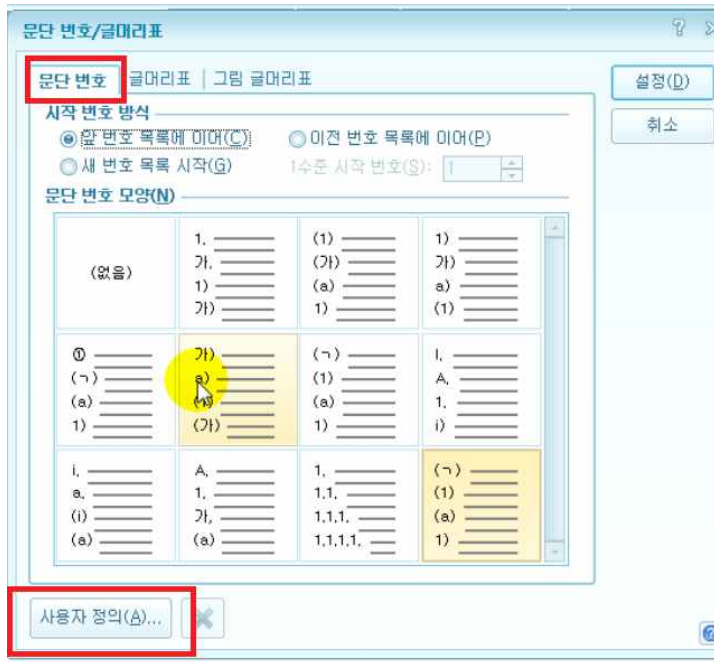 문단 번호/글머리표
문단 번호 글머리표 그림 글머리표
설정(D)
취소
시작 번호 방식
앞 번호 목록에 이어(C) 이전 번호 목록에 이어(P)
새 번호 목록 시작(G) 1수준 시작 번호(S): 1
문단 번호 모양(N)
(없음)
1.
가.
1)
가)
(1)
(가)
(a)
1)
1)
가)
a)
(1)
①
(ㄱ)
(a)
1)
가)
a)
(가)
(ㄱ)
(1)
(a)
1)
I.
A.
1.
i)
i.
a.
(i)
(a)
A.
1.
가.
(a)
1.
1.1.
1.1.1.
1.1.1.1.
(ㄱ)
(1)
(a)
1)
사용자 정의(A)...